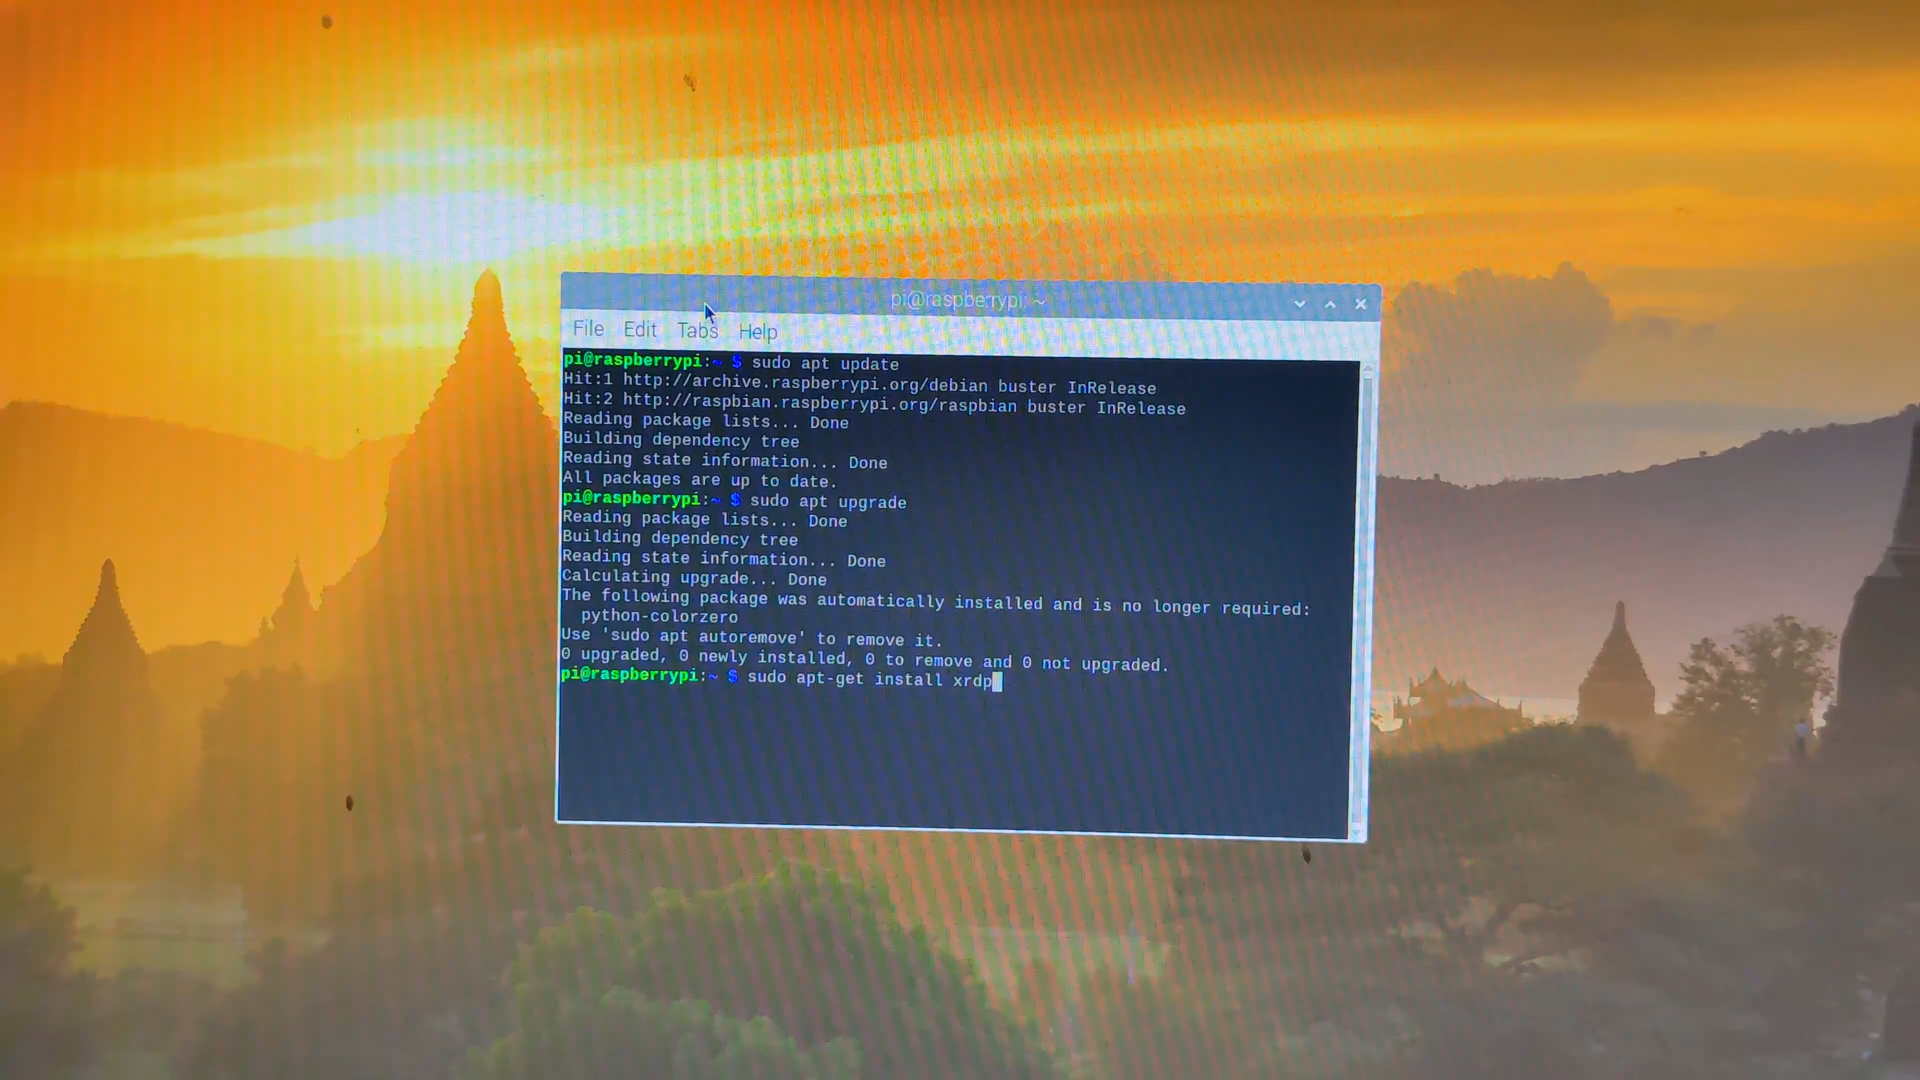 pi@raspberrypi: ~
File Edit Tabs Help
pi@raspberrypi:~ $ sudo apt update
Hit:1 http://archive.raspberrypi.org/debian buster InRelease
Hit:2 http://raspbian.raspberrypi.org/raspbian buster InRelease
Reading package lists... Done
Building dependency tree
Reading state information... Done
All packages are up to date.
pi@raspberrypi:~ $ sudo apt upgrade
Reading package lists... Done
Building dependency tree
Reading state information... Done
Calculating upgrade... Done
The following package was automatically installed and is no longer required:
  python-colorzero
Use 'sudo apt autoremove' to remove it.
0 upgraded, 0 newly installed, 0 to remove and 0 not upgraded.
pi@raspberrypi:~ $ sudo apt-get install xrdp